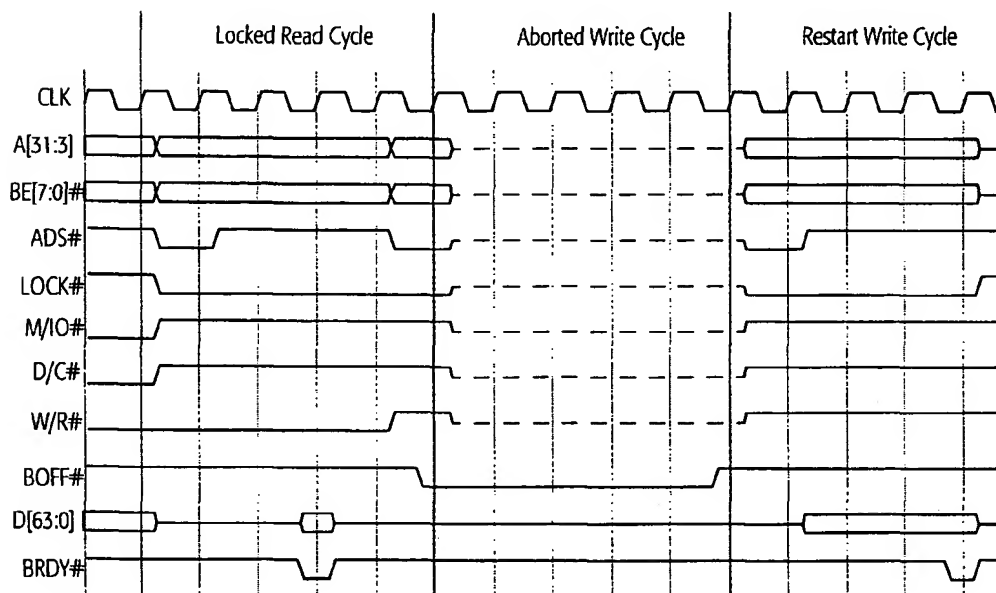 Locked Read Cycle
Aborted Write Cycle
Restart Write Cycle
CLK
A[31:3]
BE[7:0]#
ADS#
LOCK#
M/IO#
D/C#
W/R#
BOFF#
D[63:0]
BRDY#